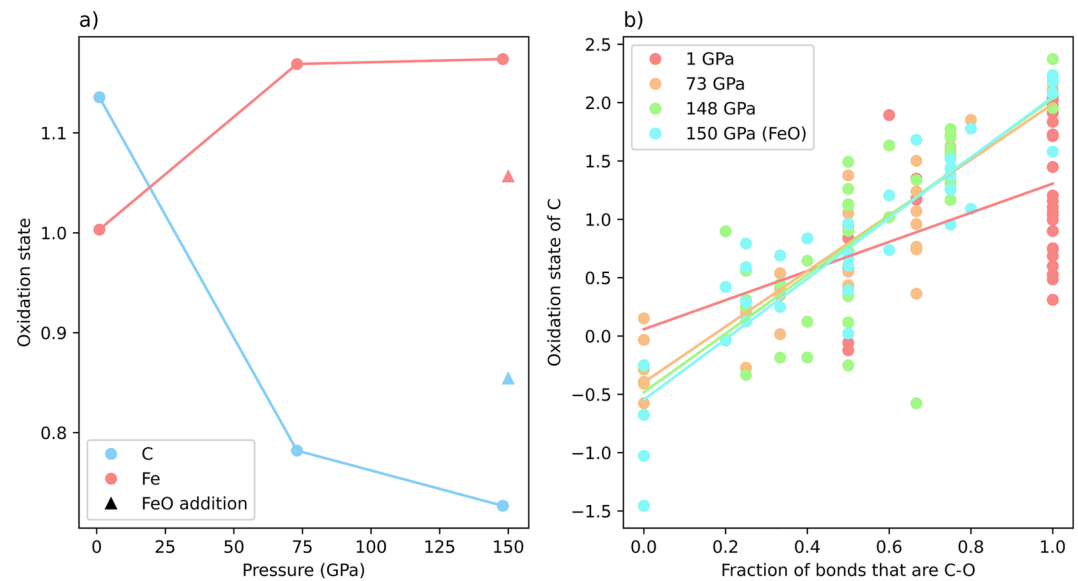 a)
Oxidation state
1.1
1.0
0.9
0.8
C
Fe
FeO addition
0
25
50
75
100
125
150
Pressure (GPa)
b)
Oxidation state of C
2.5
2.0
1.5
1.0
0.5
0.0
−0.5
−1.0
−1.5
1 GPa
73 GPa
148 GPa
150 GPa (FeO)
0.0
0.2
0.4
0.6
0.8
1.0
Fraction of bonds that are C-O